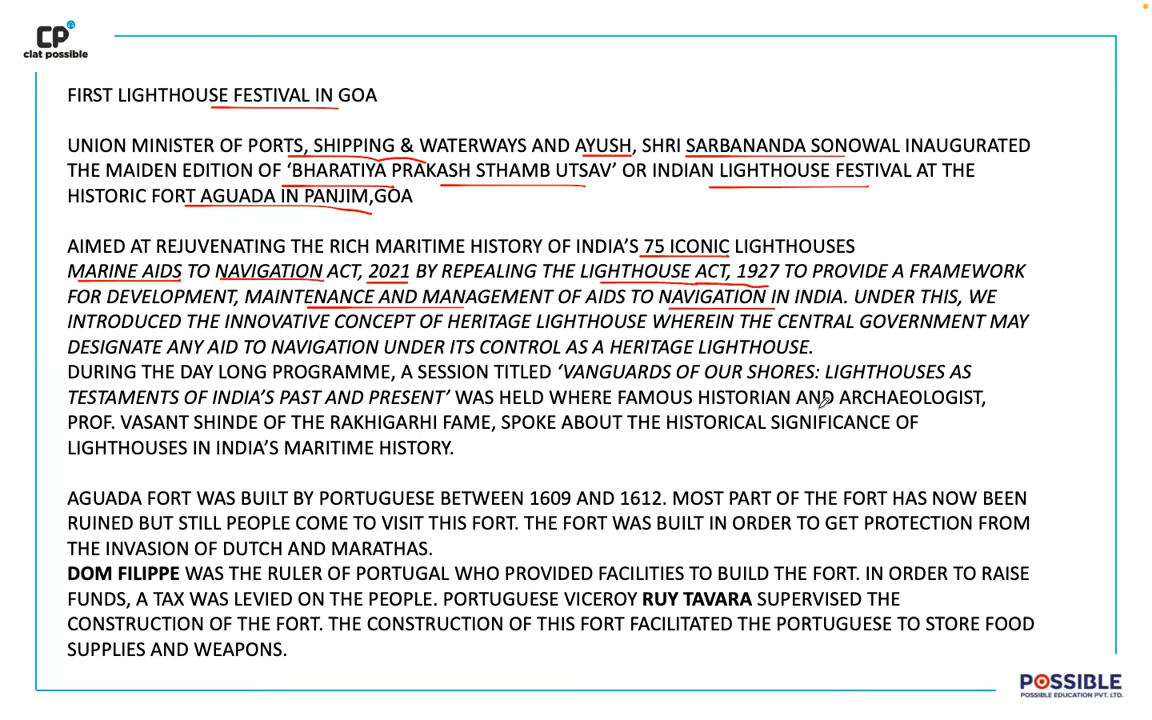 CP
clat possible
FIRST LIGHTHOUSE FESTIVAL IN GOA
UNION MINISTER OF PORTS, SHIPPING & WATERWAYS AND AYUSH, SHRI SARBANANDA SONOWAL INAUGURATED
THE MAIDEN EDITION OF ‘BHARATIYA PRAKASH STHAMB UTSAV’ OR INDIAN LIGHTHOUSE FESTIVAL AT THE
HISTORIC FORT AGUADA IN PANJIM,GOA
AIMED AT REJUVENATING THE RICH MARITIME HISTORY OF INDIA’S 75 ICONIC LIGHTHOUSES
MARINE AIDS TO NAVIGATION ACT, 2021 BY REPEALING THE LIGHTHOUSE ACT, 1927 TO PROVIDE A FRAMEWORK
FOR DEVELOPMENT, MAINTENANCE AND MANAGEMENT OF AIDS TO NAVIGATION IN INDIA. UNDER THIS, WE
INTRODUCED THE INNOVATIVE CONCEPT OF HERITAGE LIGHTHOUSE WHEREIN THE CENTRAL GOVERNMENT MAY
DESIGNATE ANY AID TO NAVIGATION UNDER ITS CONTROL AS A HERITAGE LIGHTHOUSE.
DURING THE DAY LONG PROGRAMME, A SESSION TITLED ‘VANGUARDS OF OUR SHORES: LIGHTHOUSES AS
TESTAMENTS OF INDIA’S PAST AND PRESENT’ WAS HELD WHERE FAMOUS HISTORIAN AND ARCHAEOLOGIST,
PROF. VASANT SHINDE OF THE RAKHIGARHI FAME, SPOKE ABOUT THE HISTORICAL SIGNIFICANCE OF
LIGHTHOUSES IN INDIA’S MARITIME HISTORY.
AGUADA FORT WAS BUILT BY PORTUGUESE BETWEEN 1609 AND 1612. MOST PART OF THE FORT HAS NOW BEEN
RUINED BUT STILL PEOPLE COME TO VISIT THIS FORT. THE FORT WAS BUILT IN ORDER TO GET PROTECTION FROM
THE INVASION OF DUTCH AND MARATHAS.
DOM FILIPPE WAS THE RULER OF PORTUGAL WHO PROVIDED FACILITIES TO BUILD THE FORT. IN ORDER TO RAISE
FUNDS, A TAX WAS LEVIED ON THE PEOPLE. PORTUGUESE VICEROY RUY TAVARA SUPERVISED THE
CONSTRUCTION OF THE FORT. THE CONSTRUCTION OF THIS FORT FACILITATED THE PORTUGUESE TO STORE FOOD
SUPPLIES AND WEAPONS.
POSSIBLE
POSSIBLE EDUCATION PVT. LTD.